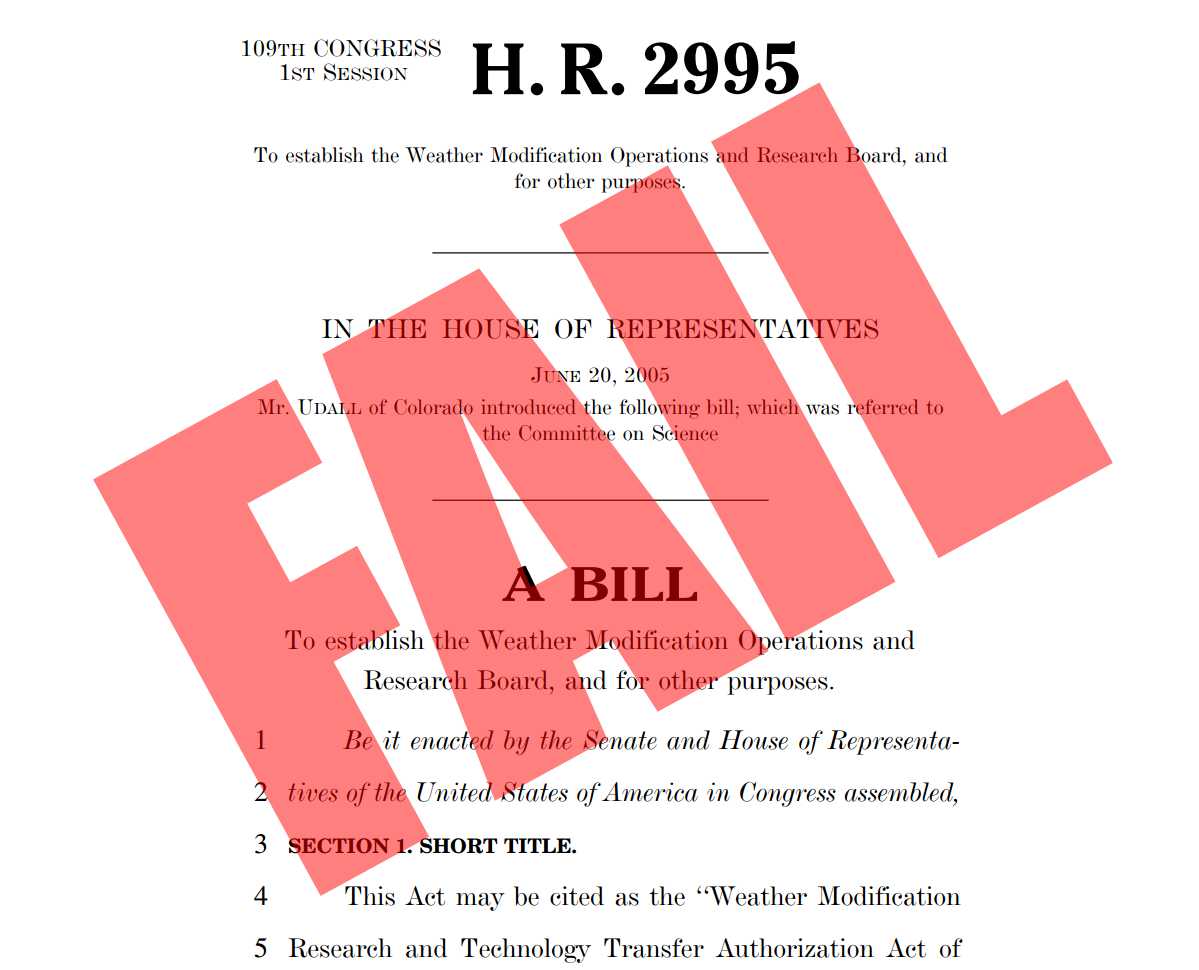 109TH CONGRESS
1ST SESSION
H. R. 2995
To establish the Weather Modification Operations and Research Board, and
for other purposes.
IN THE HOUSE OF REPRESENTATIVES
JUNE 20, 2005
Mr. UDALL of Colorado introduced the following bill; which was referred to
the Committee on Science
A BILL
To establish the Weather Modification Operations and
Research Board, and for other purposes.
1 Be it enacted by the Senate and House of Representa-
2 tives of the United States of America in Congress assembled,
3 SECTION 1. SHORT TITLE.
4 This Act may be cited as the ‘‘Weather Modification
5 Research and Technology Transfer Authorization Act of
FAIL